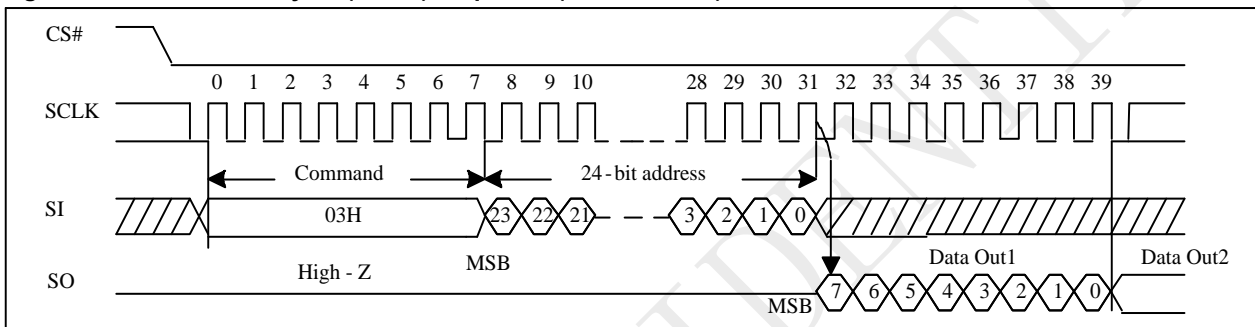 CS#
0 1 2 3 4 5 6 7 8 9 10 28 29 30 31 32 33 34 35 36 37 38 39
SCLK
Command 24-bit address
SI 03H 23 22 21 3 2 1 0
High - Z MSB Data Out1 Data Out2
SO MSB 7 6 5 4 3 2 1 0